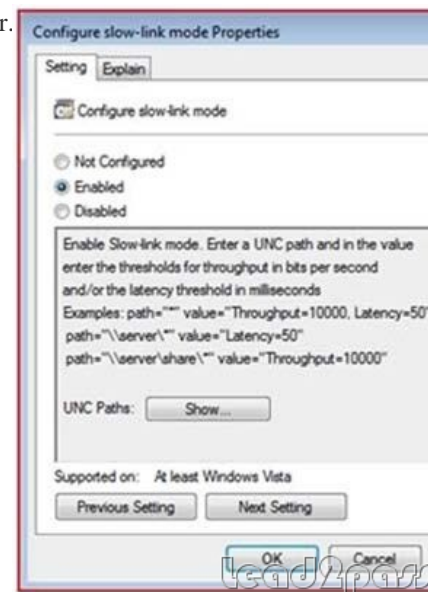 r.
Configure slow-link mode Properties
Setting Explain
Configure slow-link mode
Not Configured
Enabled
Disabled
Enable Slow-link mode. Enter a UNC path and in the value
enter the thresholds for throughput in bits per second
and/or the latency threshold in milliseconds
Examples: path="*" value="Throughput=10000, Latency=50"
path="\\server\*" value="Latency=50"
path="\\server\share\*" value="Throughput=10000"
UNC Paths: Show...
Supported on: At least Windows Vista
Previous Setting Next Setting
OK Cancel
lead2pass